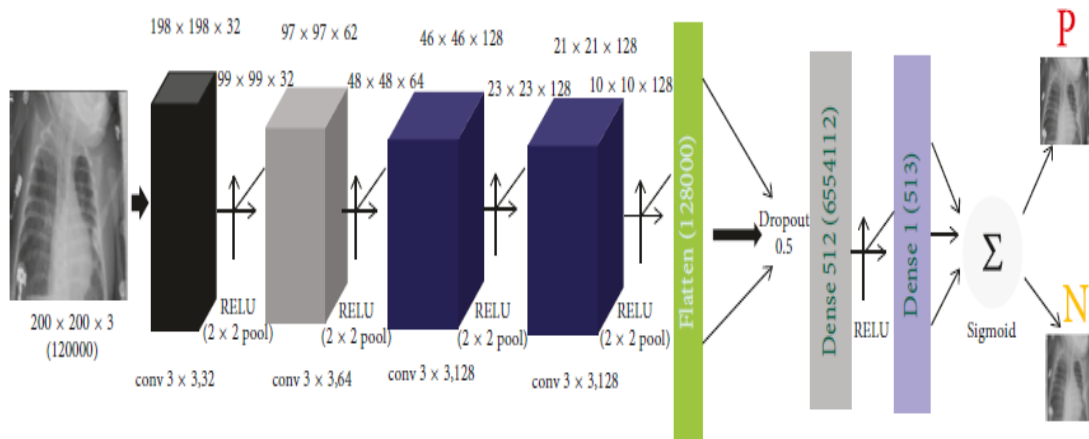 198 × 198 × 32
97 × 97 × 62
46 × 46 × 128
21 × 21 × 128
99 × 99 × 32
48 × 48 × 64
23 × 23 × 128
10 × 10 × 128
200 × 200 × 3
(120000)
RELU
(2 × 2 pool)
RELU
(2 × 2 pool)
RELU
(2 × 2 pool)
RELU
(2 × 2 pool)
conv 3 × 3,32
conv 3 × 3,64
conv 3 × 3,128
conv 3 × 3,128
Flatten (128000)
Dropout
0.5
Dense 512 (6554112)
RELU
Dense 1 (513)
Σ
Sigmoid
P
N